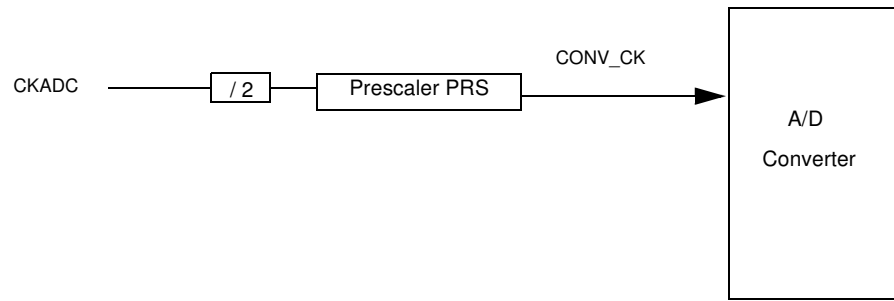 CONV_CK
CKADC
/ 2
Prescaler PRS
A/D
Converter